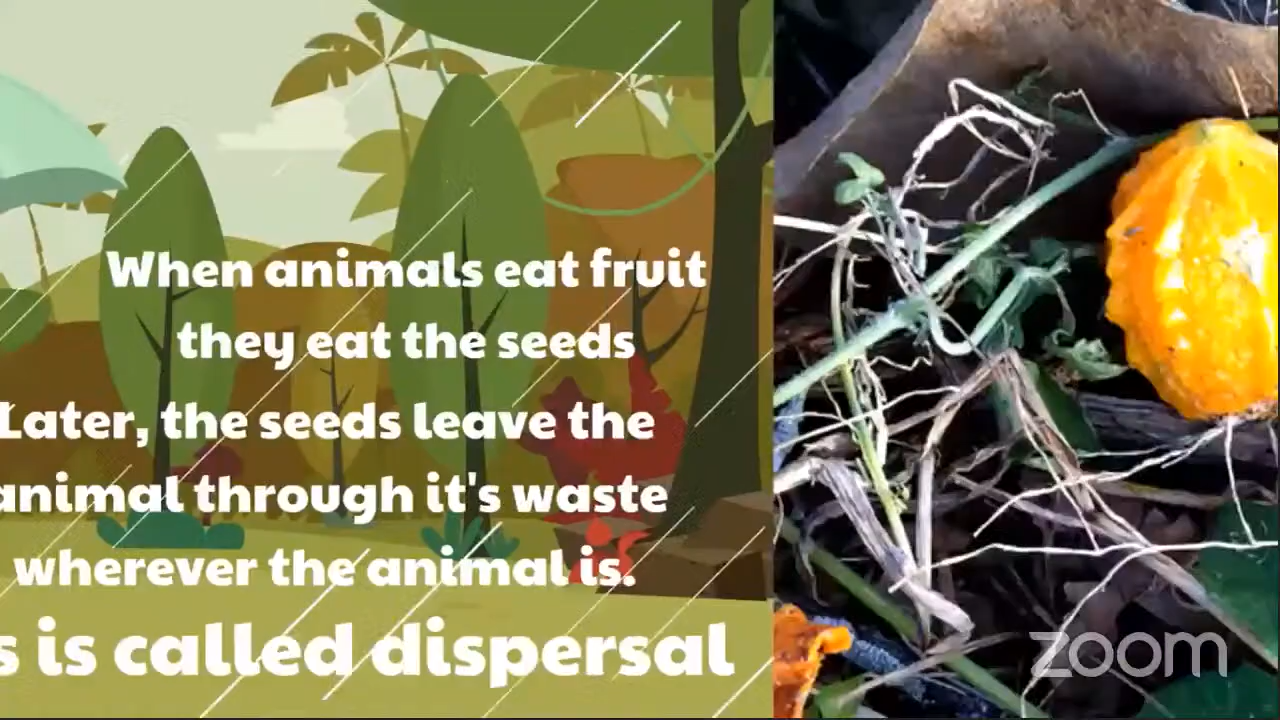 When animals eat fruit
they eat the seeds
Later, the seeds leave the
animal through it's waste
wherever the animal is.
s is called dispersal
zoom